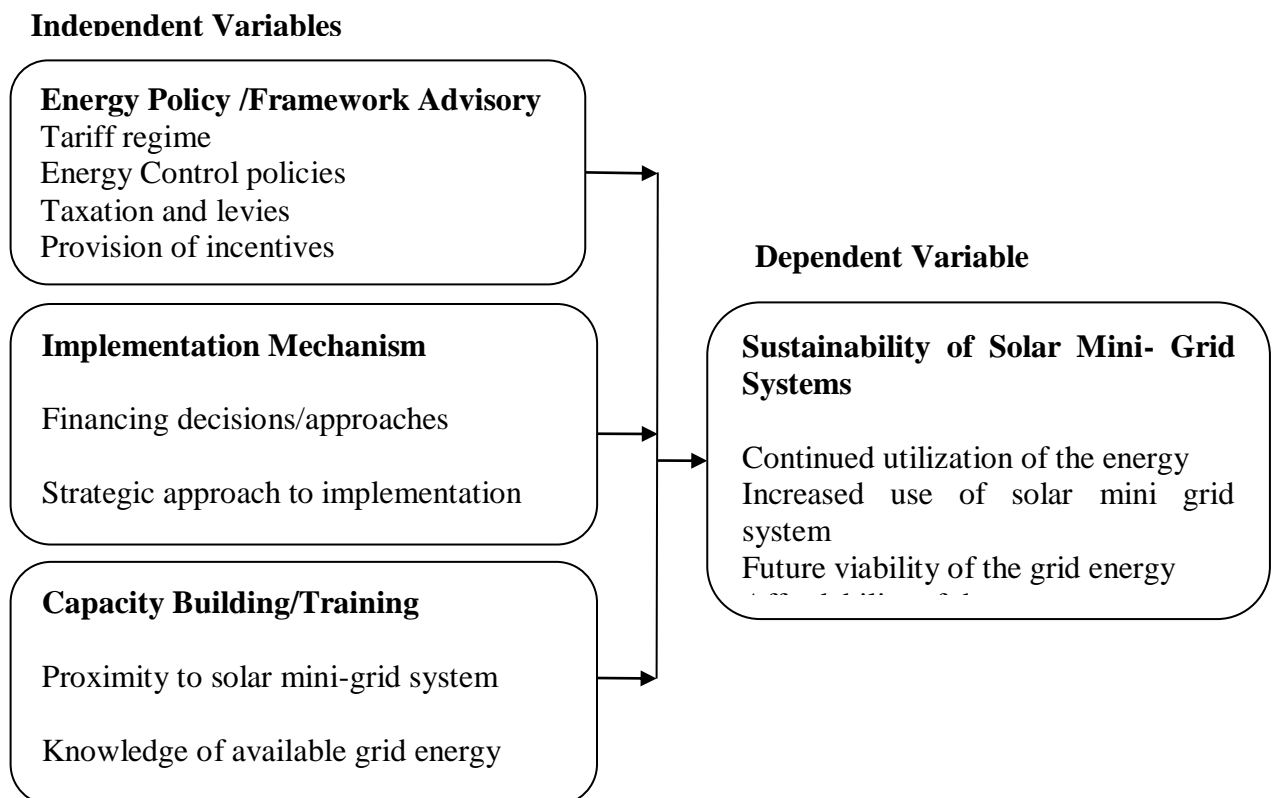 Independent Variables
Energy Policy /Framework Advisory
Tariff regime
Energy Control policies
Taxation and levies
Provision of incentives
Implementation Mechanism
Financing decisions/approaches
Strategic approach to implementation
Capacity Building/Training
Proximity to solar mini-grid system
Knowledge of available grid energy
Dependent Variable
Sustainability of Solar Mini- Grid
Systems
Continued utilization of the energy
Increased use of solar mini grid
system
Future viability of the grid energy